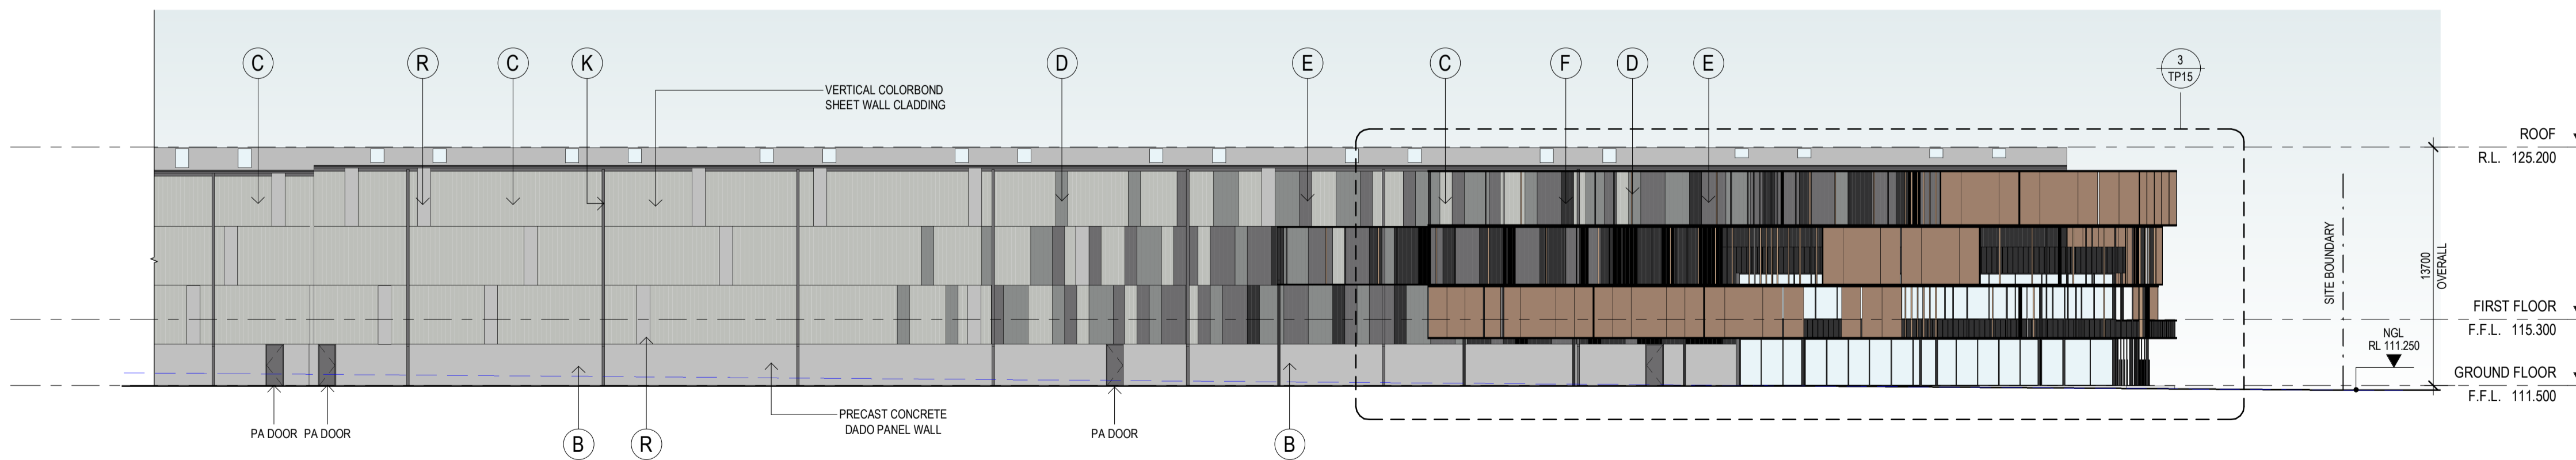 C
R
C
K
D
E
C
F
D
E
3
TP15
VERTICAL COLORBOND
SHEET WALL CLADDING
ROOF
R.L. 125.200
SITE BOUNDARY
13700
OVERALL
FIRST FLOOR
F.F.L. 115.300
NGL
RL 111.250
GROUND FLOOR
F.F.L. 111.500
PRECAST CONCRETE
DADO PANEL WALL
PA DOOR
PA DOOR
PA DOOR
B
R
B